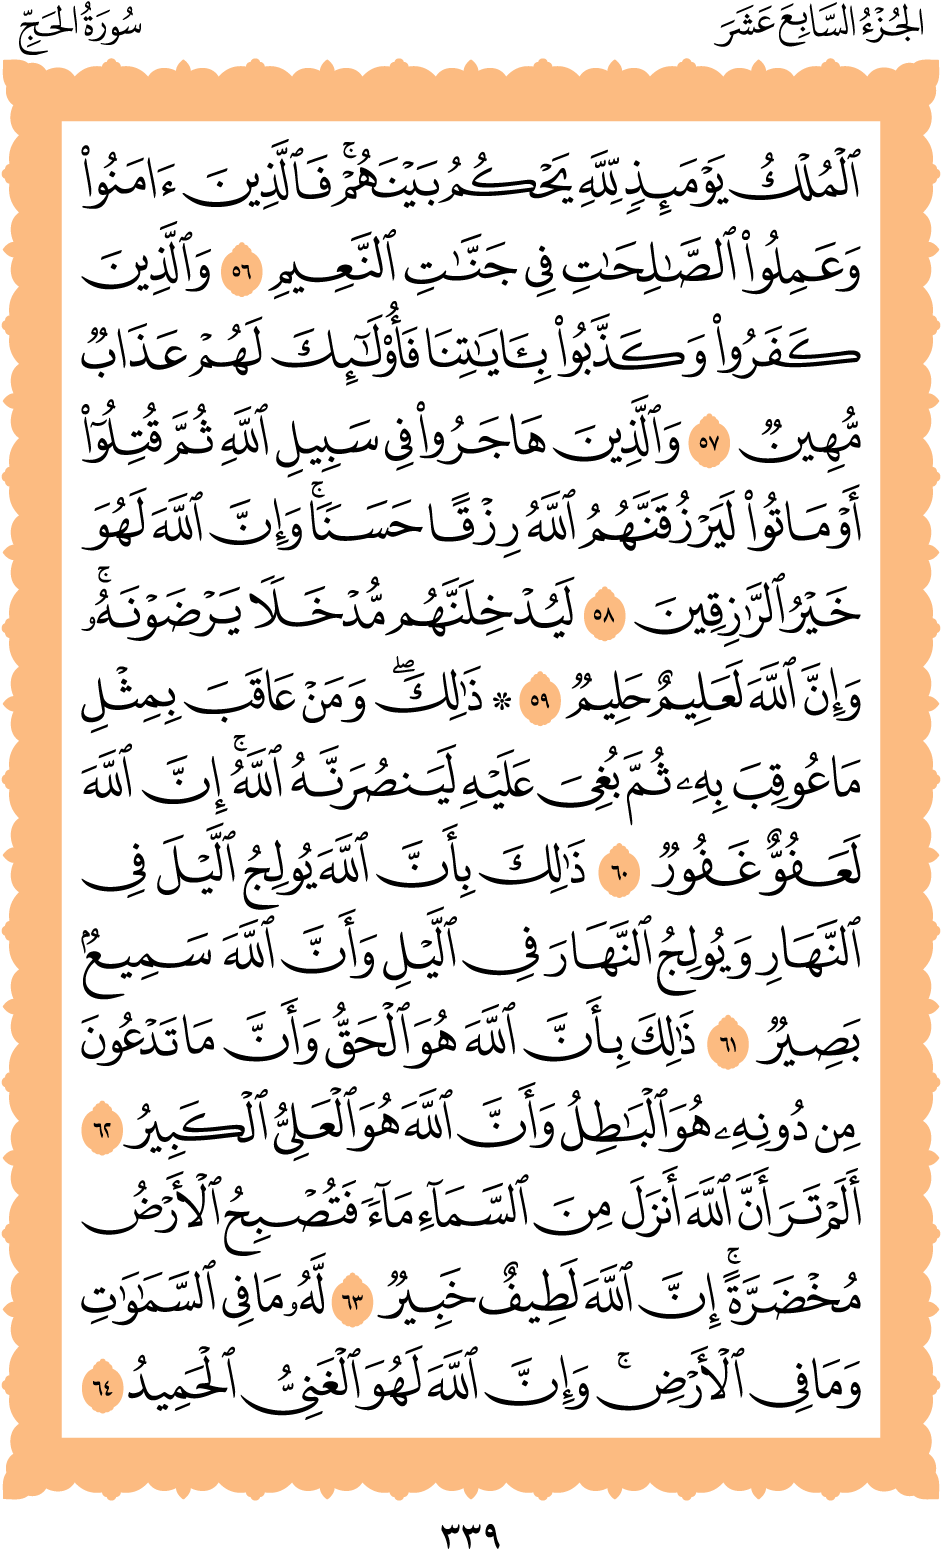 الجُزْءُ السَّابِعَ عَشَرَ
سُورَةُ الحَجِّ
ٱلْمُلْكُ يَوْمَئِذٍ لِّلَّهِ يَحْكُمُ بَيْنَهُمْۚ فَٱلَّذِينَ ءَامَنُوا۟
وَعَمِلُوا۟ ٱلصَّـٰلِحَـٰتِ فِى جَنَّـٰتِ ٱلنَّعِيمِ ٥٦ وَٱلَّذِينَ
كَفَرُوا۟ وَكَذَّبُوا۟ بِـَٔايَـٰتِنَا فَأُو۟لَـٰٓئِكَ لَهُمْ عَذَابٌ
مُّهِينٌ ٥٧ وَٱلَّذِينَ هَاجَرُوا۟ فِى سَبِيلِ ٱللَّهِ ثُمَّ قُتِلُوٓا۟
أَوْ مَاتُوا۟ لَيَرْزُقَنَّهُمُ ٱللَّهُ رِزْقًا حَسَنًاۚ وَإِنَّ ٱللَّهَ لَهُوَ
خَيْرُ ٱلرَّٰزِقِينَ ٥٨ لَيُدْخِلَنَّهُم مُّدْخَلًا يَرْضَوْنَهُۥۚ
وَإِنَّ ٱللَّهَ لَعَلِيمٌ حَلِيمٌ ٥٩ * ذَٰلِكَۖ وَمَنْ عَاقَبَ بِمِثْلِ
مَا عُوقِبَ بِهِۦ ثُمَّ بُغِىَ عَلَيْهِ لَيَنصُرَنَّهُ ٱللَّهُۚ إِنَّ ٱللَّهَ
لَعَفُوٌّ غَفُورٌ ٦٠ ذَٰلِكَ بِأَنَّ ٱللَّهَ يُولِجُ ٱلَّيْلَ فِى
ٱلنَّهَارِ وَيُولِجُ ٱلنَّهَارَ فِى ٱلَّيْلِ وَأَنَّ ٱللَّهَ سَمِيعٌۢ
بَصِيرٌ ٦١ ذَٰلِكَ بِأَنَّ ٱللَّهَ هُوَ ٱلْحَقُّ وَأَنَّ مَا تَدْعُونَ
مِن دُونِهِۦ هُوَ ٱلْبَـٰطِلُ وَأَنَّ ٱللَّهَ هُوَ ٱلْعَلِىُّ ٱلْكَبِيرُ ٦٢
أَلَمْ تَرَ أَنَّ ٱللَّهَ أَنزَلَ مِنَ ٱلسَّمَآءِ مَآءً فَتُصْبِحُ ٱلْأَرْضُ
مُخْضَرَّةًۚ إِنَّ ٱللَّهَ لَطِيفٌ خَبِيرٌ ٦٣ لَّهُۥ مَا فِى ٱلسَّمَـٰوَٰتِ
وَمَا فِى ٱلْأَرْضِۚ وَإِنَّ ٱللَّهَ لَهُوَ ٱلْغَنِىُّ ٱلْحَمِيدُ ٦٤
٣٣٩